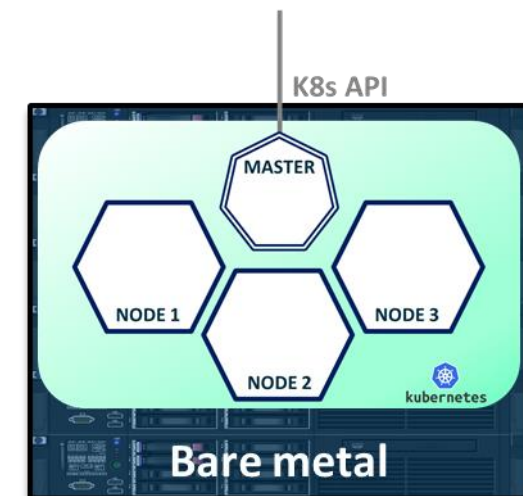 K8s API
MASTER
NODE 1
NODE 3
NODE 2
kubernetes
Bare metal